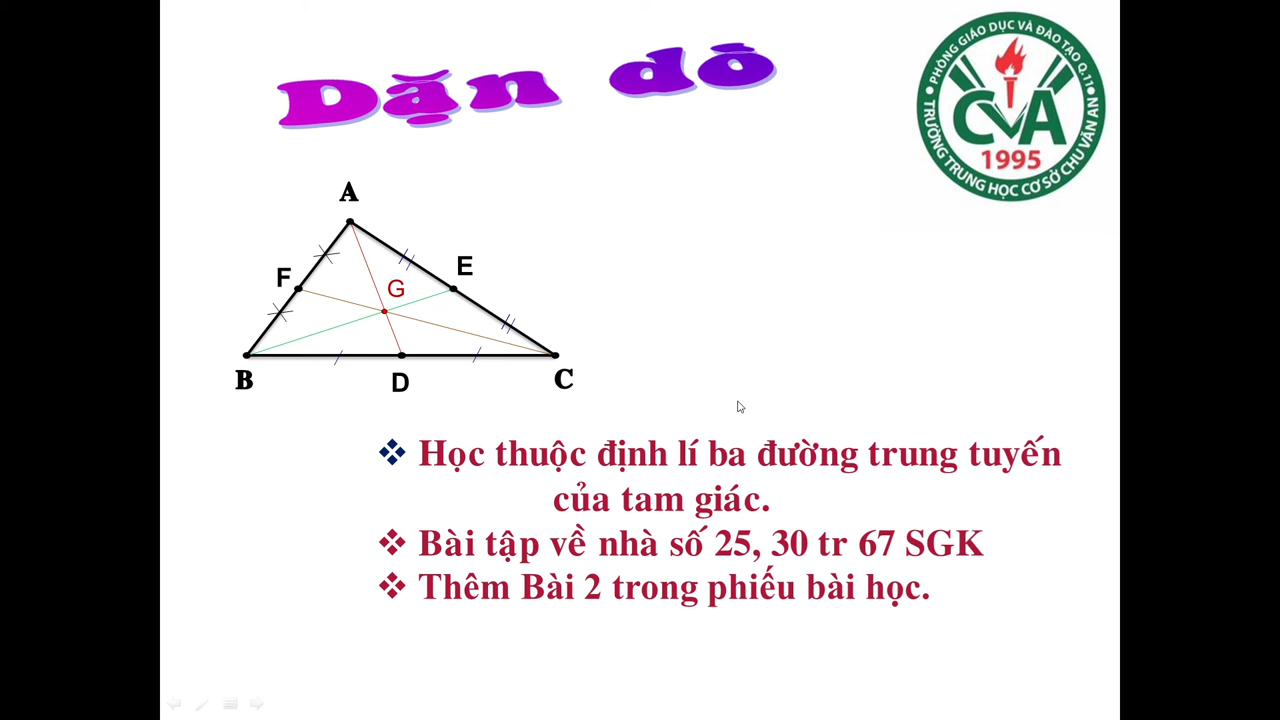 Dặn dò
PHÒNG GIÁO DỤC VÀ ĐÀO TẠO Q.11
TRƯỜNG TRUNG HỌC CƠ SỞ CHU VĂN AN
CVA
1995
A
F
E
G
B
D
C
Học thuộc định lí ba đường trung tuyến
của tam giác.
Bài tập về nhà số 25, 30 tr 67 SGK
Thêm Bài 2 trong phiếu bài học.